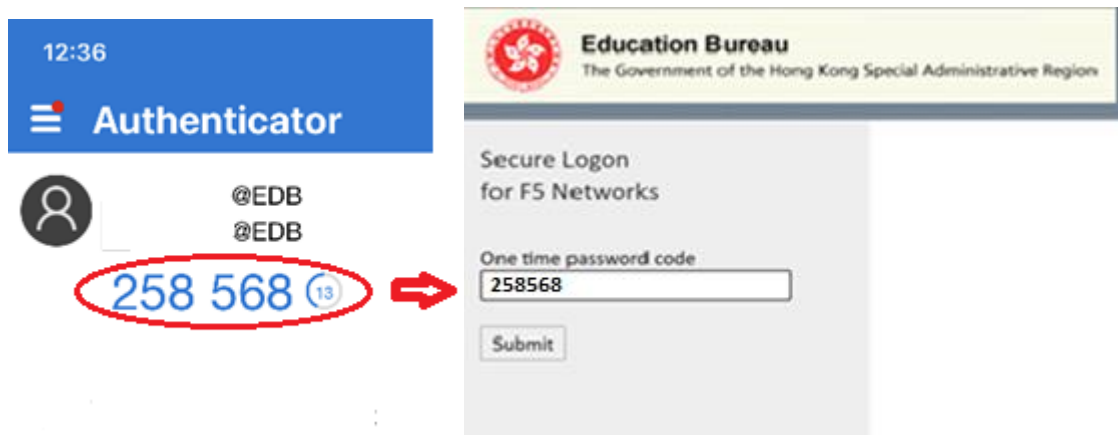 12:36
Authenticator
@EDB
@EDB
258 568 13
Education Bureau
The Government of the Hong Kong Special Administrative Region
Secure Logon
for F5 Networks
One time password code
258568
Submit